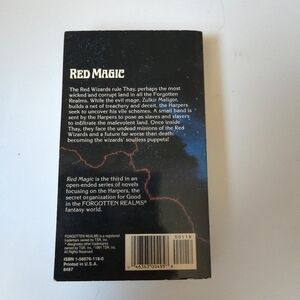 RED MAGIC
The Red Wizards rule Thay, perhaps the most
wicked and corrupt land in all the Forgotten
Realms. While the evil mage, Zulkir Maligor,
builds a net of treachery and deceit, the Harpers
seek to uncover his vile schemes. A small band is
sent by the Harpers to pose as slaves and slavers
to infiltrate the malevolent land. Once inside
Thay, they face the undead minions of the Red
Wizards and a future far worse than death:
becoming the wizards' soulless puppets!
Red Magic is the third in an
open-ended series of novels
focusing on the Harpers, the
secret organization for Good
in the FORGOTTEN REALMS®
fantasy world.
FORGOTTEN REALMS is a registered
trademark owned by TSR, Inc.
ISBN 1-56076-118-0
Printed in U.S.A.
8487